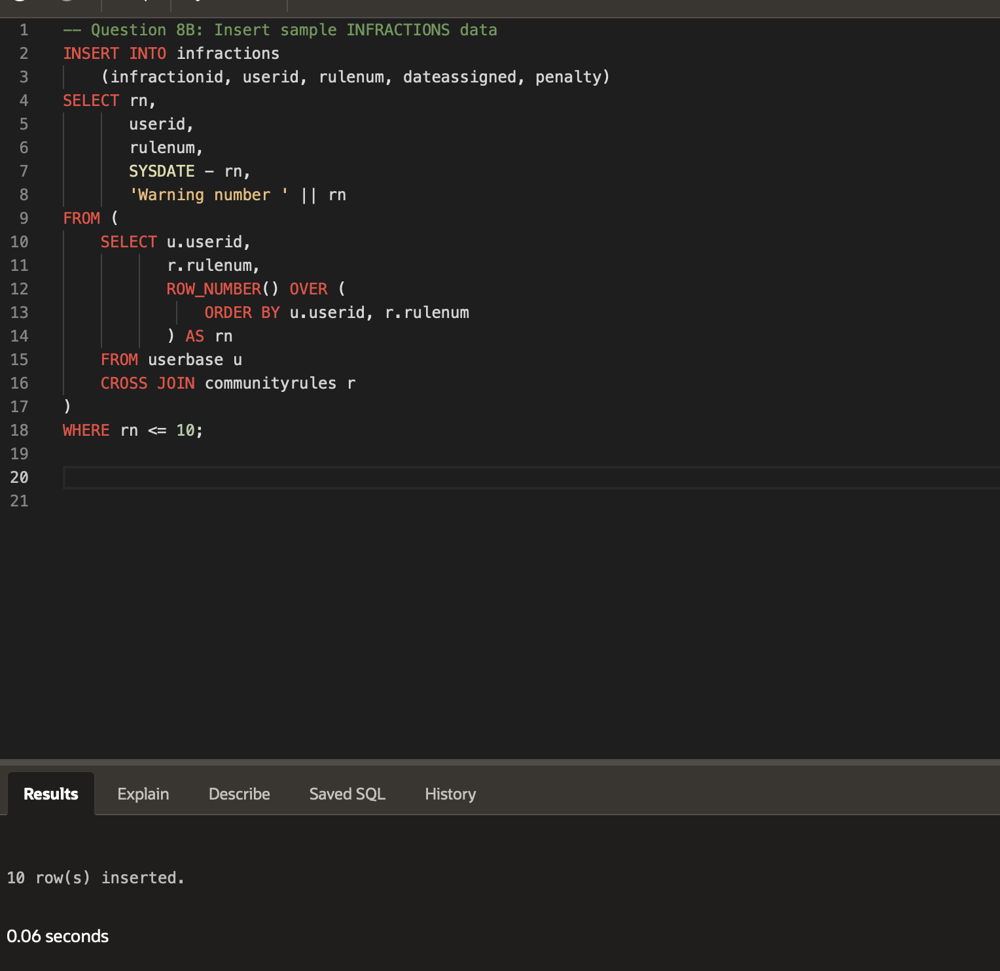 1 -- Question 8B: Insert sample INFRACTIONS data
2 INSERT INTO infractions
3 (infractionid, userid, rulenum, dateassigned, penalty)
4 SELECT rn,
5 userid,
6 rulenum,
7 SYSDATE - rn,
8 'Warning number ' || rn
9 FROM (
10 SELECT u.userid,
11 r.rulenum,
12 ROW_NUMBER() OVER (
13 ORDER BY u.userid, r.rulenum
14 ) AS rn
15 FROM userbase u
16 CROSS JOIN communityrules r
17 )
18 WHERE rn <= 10;
19
20
21
Results Explain Describe Saved SQL History
10 row(s) inserted.
0.06 seconds